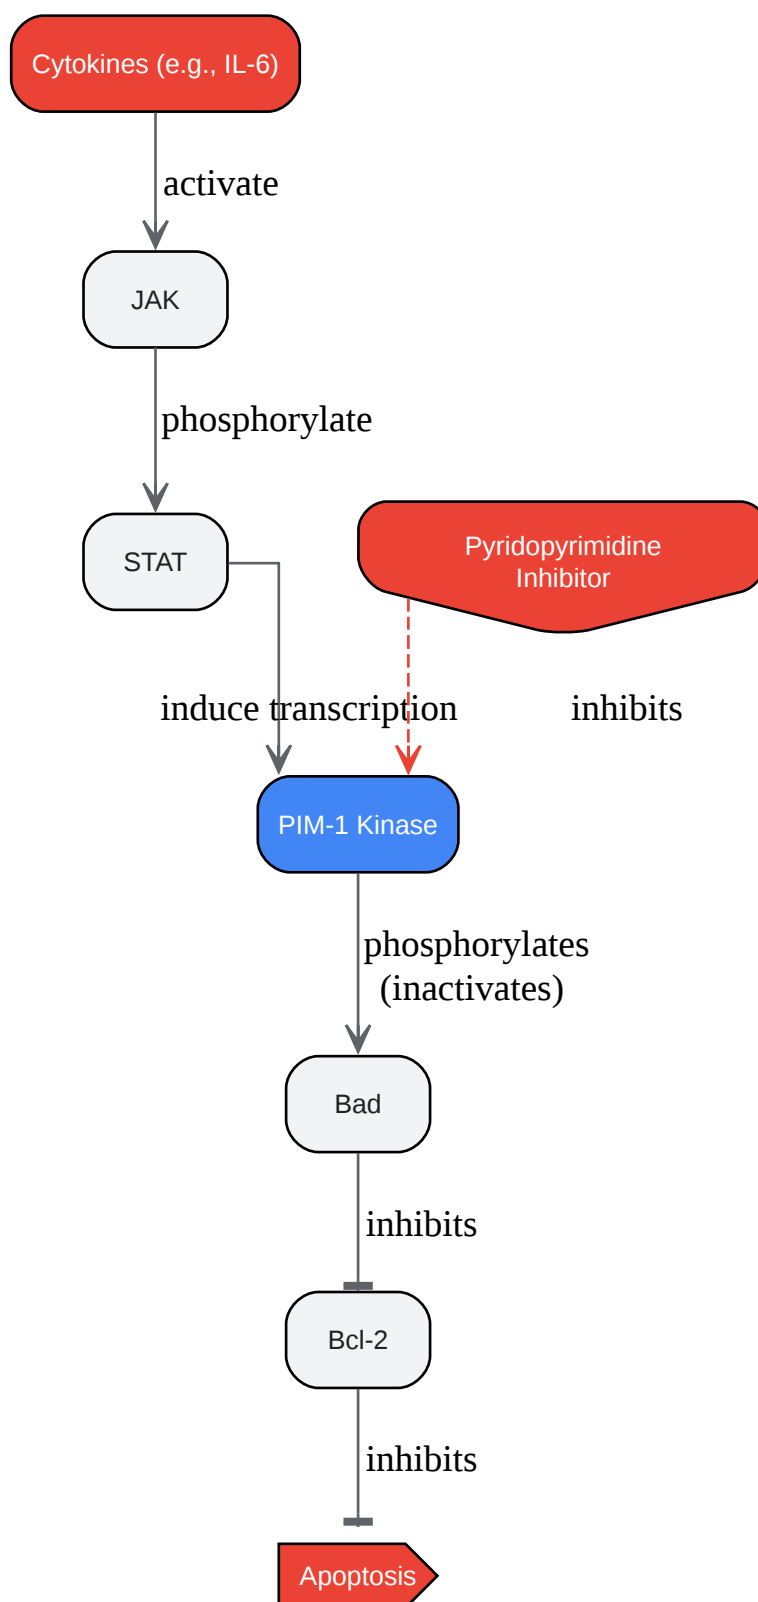 Cytokines (e.g., IL-6)
activate
JAK
phosphorylate
STAT
Pyridopyrimidine
Inhibitor
induce transcription
inhibits
PIM-1 Kinase
phosphorylates
(inactivates)
Bad
inhibits
Bcl-2
inhibits
Apoptosis